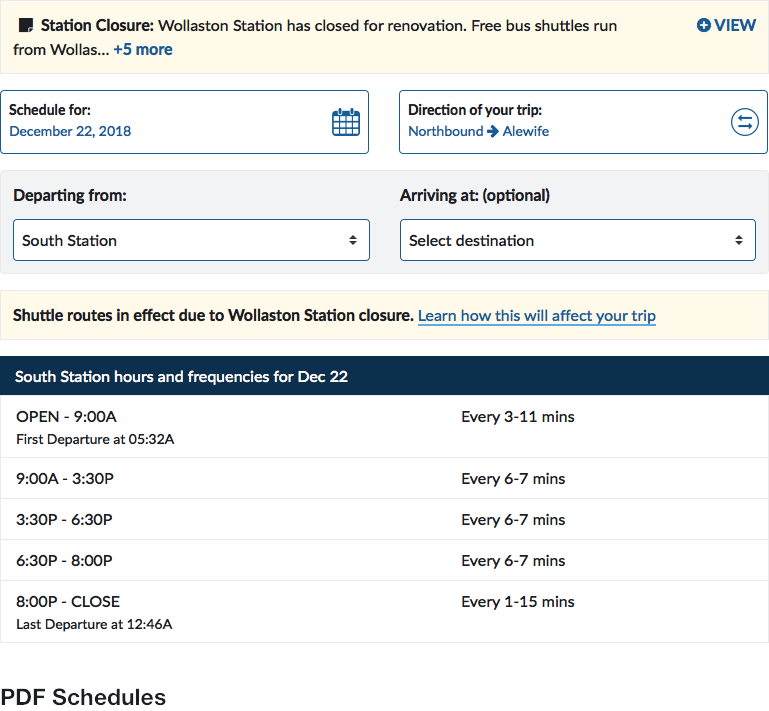 Station Closure: Wollaston Station has closed for renovation. Free bus shuttles run
from Wollas... +5 more
VIEW
Schedule for:
December 22, 2018
Direction of your trip:
Northbound Alewife
Departing from:
South Station
Arriving at: (optional)
Select destination
Shuttle routes in effect due to Wollaston Station closure. Learn how this will affect your trip
South Station hours and frequencies for Dec 22
OPEN - 9:00A Every 3-11 mins
First Departure at 05:32A
9:00A - 3:30P Every 6-7 mins
3:30P - 6:30P Every 6-7 mins
6:30P - 8:00P Every 6-7 mins
8:00P - CLOSE Every 1-15 mins
Last Departure at 12:46A
PDF Schedules